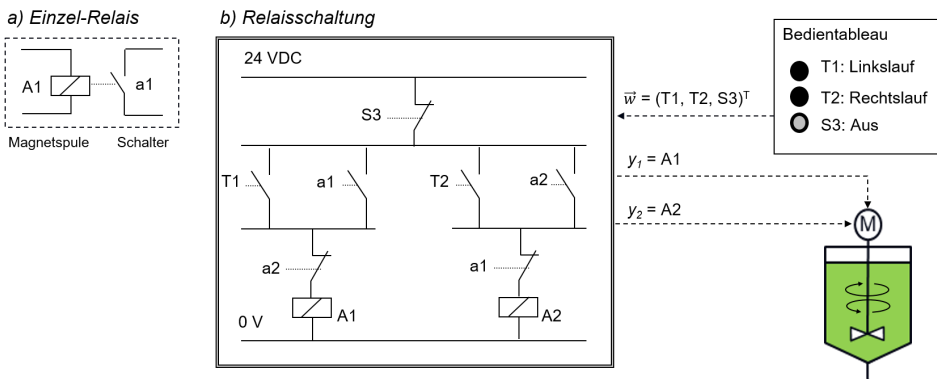 a) Einzel-Relais
A1
a1
Magnetspule
Schalter
b) Relaisschaltung
24 VDC
S3
T1
a1
T2
a2
a2
a1
A1
A2
0 V
w⃗ = (T1, T2, S3)ᵀ
y₁ = A1
y₂ = A2
Bedientableau
T1: Linkslauf
T2: Rechtslauf
S3: Aus
M